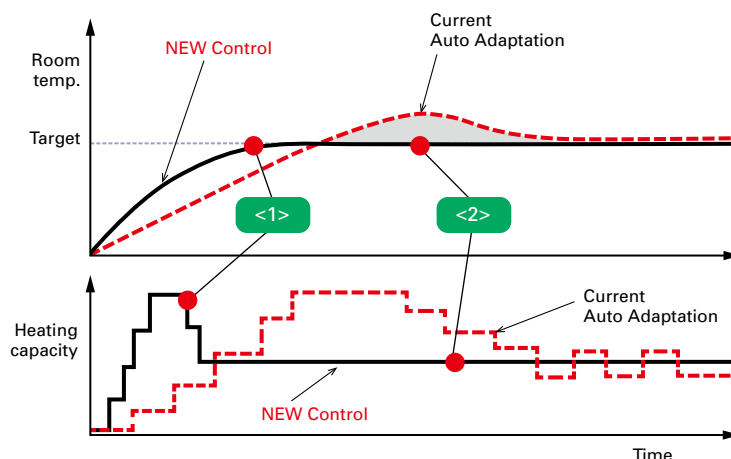 Current
Auto Adaptation
NEW Control
Room
temp.
Target
<1>
<2>
Current
Auto Adaptation
Heating
capacity
NEW Control
Time